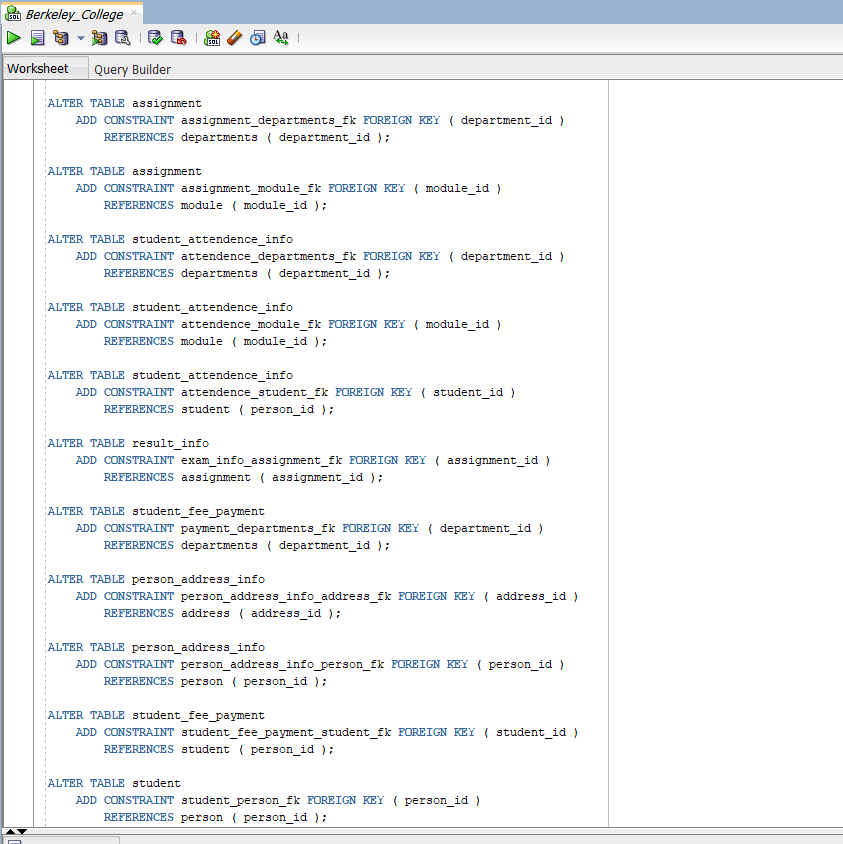 Berkeley_College
SQL Aa
Worksheet Query Builder
ALTER TABLE assignment
ADD CONSTRAINT assignment_departments_fk FOREIGN KEY ( department_id )
REFERENCES departments ( department_id );
ALTER TABLE assignment
ADD CONSTRAINT assignment_module_fk FOREIGN KEY ( module_id )
REFERENCES module ( module_id );
ALTER TABLE student_attendence_info
ADD CONSTRAINT attendence_departments_fk FOREIGN KEY ( department_id )
REFERENCES departments ( department_id );
ALTER TABLE student_attendence_info
ADD CONSTRAINT attendence_module_fk FOREIGN KEY ( module_id )
REFERENCES module ( module_id );
ALTER TABLE student_attendence_info
ADD CONSTRAINT attendence_student_fk FOREIGN KEY ( student_id )
REFERENCES student ( person_id );
ALTER TABLE result_info
ADD CONSTRAINT exam_info_assignment_fk FOREIGN KEY ( assignment_id )
REFERENCES assignment ( assignment_id );
ALTER TABLE student_fee_payment
ADD CONSTRAINT payment_departments_fk FOREIGN KEY ( department_id )
REFERENCES departments ( department_id );
ALTER TABLE person_address_info
ADD CONSTRAINT person_address_info_address_fk FOREIGN KEY ( address_id )
REFERENCES address ( address_id );
ALTER TABLE person_address_info
ADD CONSTRAINT person_address_info_person_fk FOREIGN KEY ( person_id )
REFERENCES person ( person_id );
ALTER TABLE student_fee_payment
ADD CONSTRAINT student_fee_payment_student_fk FOREIGN KEY ( student_id )
REFERENCES student ( person_id );
ALTER TABLE student
ADD CONSTRAINT student_person_fk FOREIGN KEY ( person_id )
REFERENCES person ( person_id );